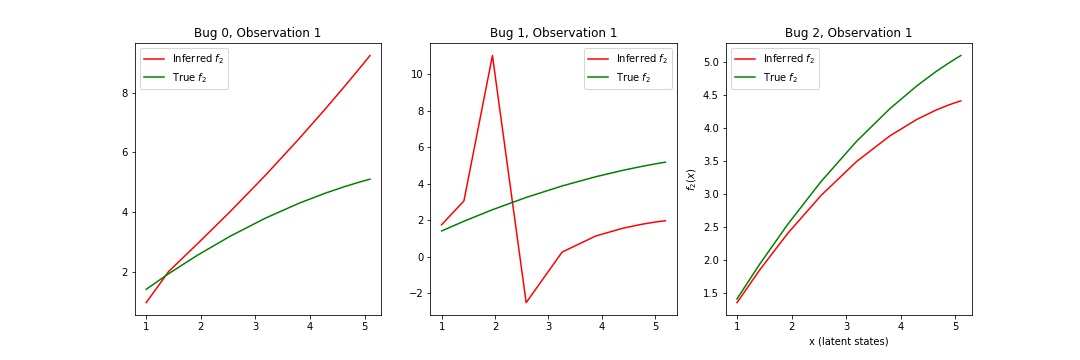 Bug 0, Observation 1
Inferred f₂
True f₂
8
6
4
2
1 2 3 4 5
Bug 1, Observation 1
Inferred f₂
True f₂
10
8
6
4
2
0
−2
1 2 3 4 5
Bug 2, Observation 1
Inferred f₂
True f₂
f₂(x)
5.0
4.5
4.0
3.5
3.0
2.5
2.0
1.5
1 2 3 4 5
x (latent states)